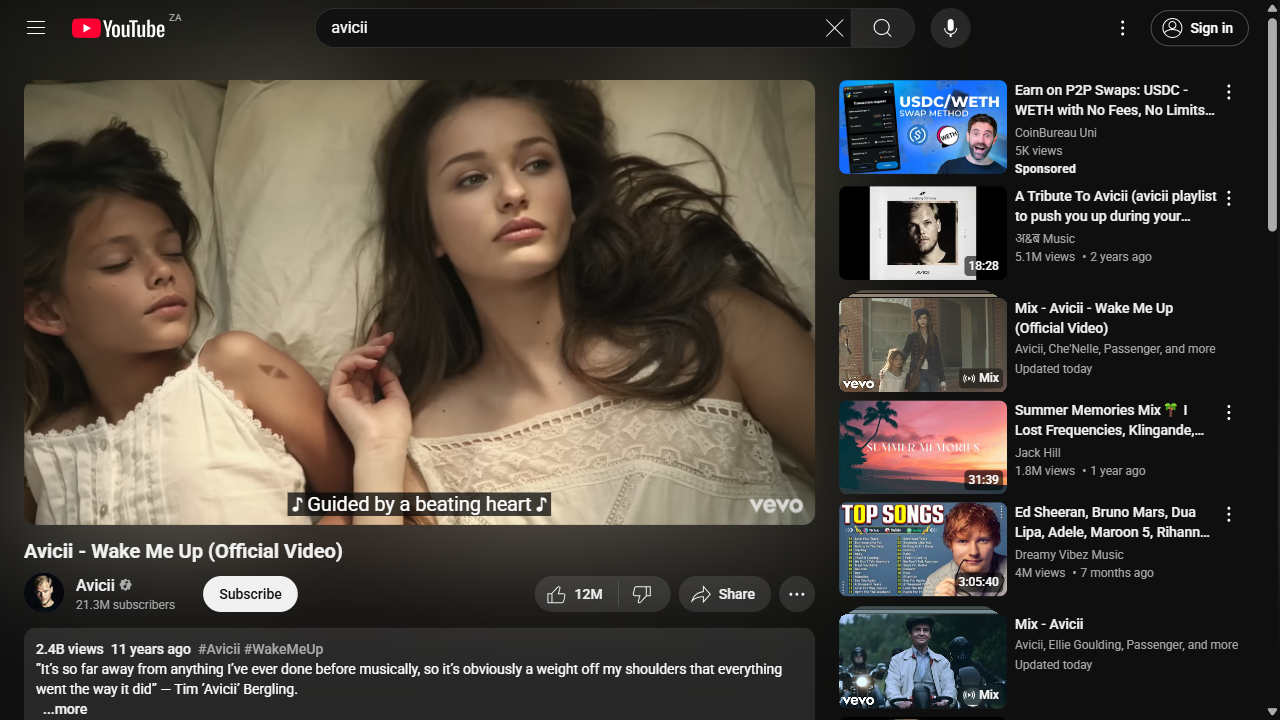 YouTube
ZA
avicii
Sign in
♪ Guided by a beating heart ♪
vevo
Avicii - Wake Me Up (Official Video)
Avicii
21.3M subscribers
Subscribe
12M
Share
2.4B views 11 years ago #Avicii #WakeMeUp
"It's so far away from anything I've ever done before musically, so it's obviously a weight off my shoulders that everything
went the way it did" – Tim 'Avicii' Bergling.
...more
USDC/WETH
SWAP METHOD
WETH
Earn on P2P Swaps: USDC -
WETH with No Fees, No Limits...
CoinBureau Uni
5K views
Sponsored
AVICII
18:28
A Tribute To Avicii (avicii playlist
to push you up during your...
अ&ब Music
5.1M views • 2 years ago
vevo
Mix
Mix - Avicii - Wake Me Up
(Official Video)
Avicii, Che'Nelle, Passenger, and more
Updated today
SUMMER MEMORIES
31:39
Summer Memories Mix 🌴 I
Lost Frequencies, Klingande,...
Jack Hill
1.8M views • 1 year ago
TOP SONGS
3:05:40
Ed Sheeran, Bruno Mars, Dua
Lipa, Adele, Maroon 5, Rihann...
Dreamy Vibez Music
4M views • 7 months ago
vevo
Mix
Mix - Avicii
Avicii, Ellie Goulding, Passenger, and more
Updated today